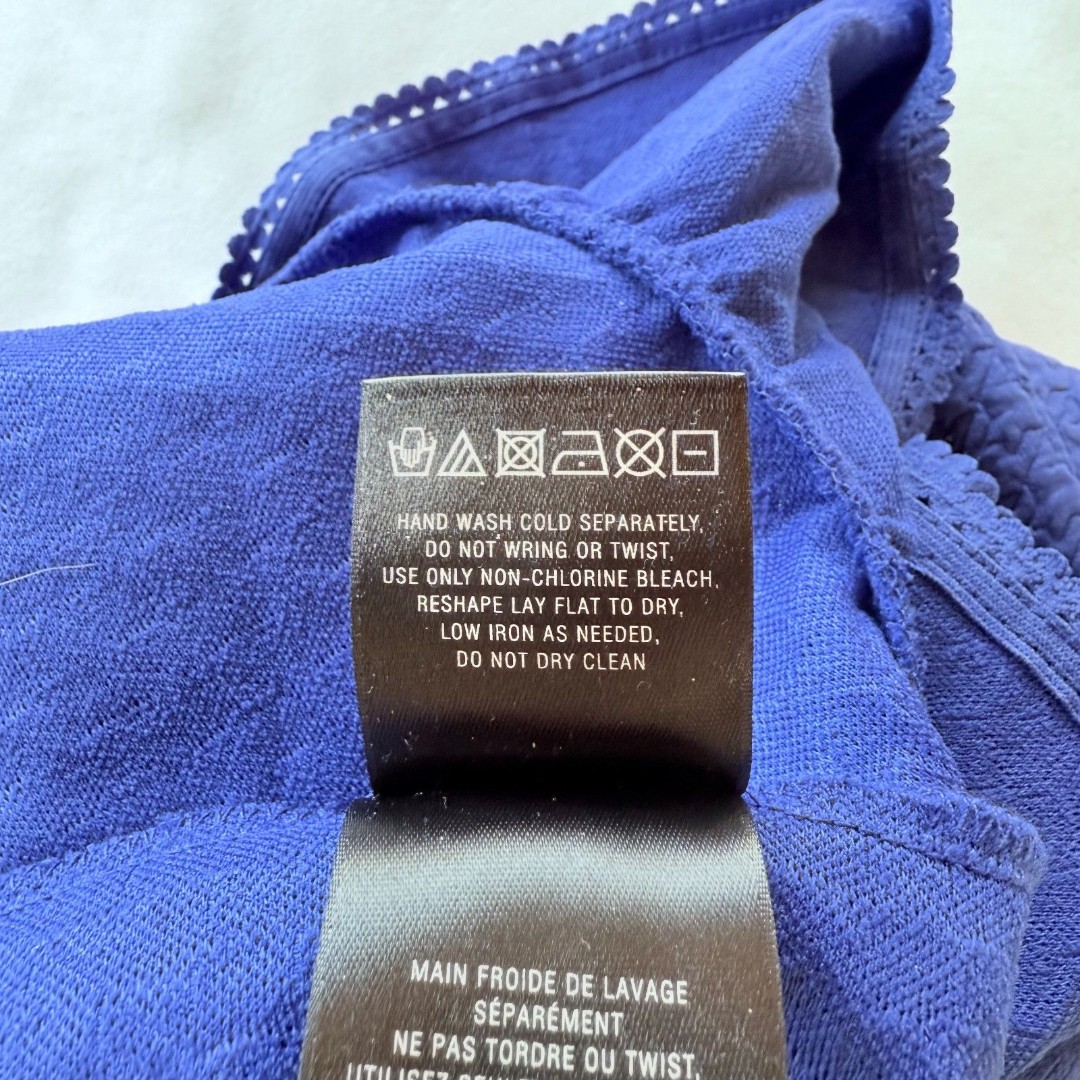 HAND WASH COLD SEPARATELY,
DO NOT WRING OR TWIST,
USE ONLY NON-CHLORINE BLEACH,
RESHAPE LAY FLAT TO DRY,
LOW IRON AS NEEDED,
DO NOT DRY CLEAN
MAIN FROIDE DE LAVAGE
SÉPARÉMENT
NE PAS TORDRE OU TWIST,
UTILISEZ